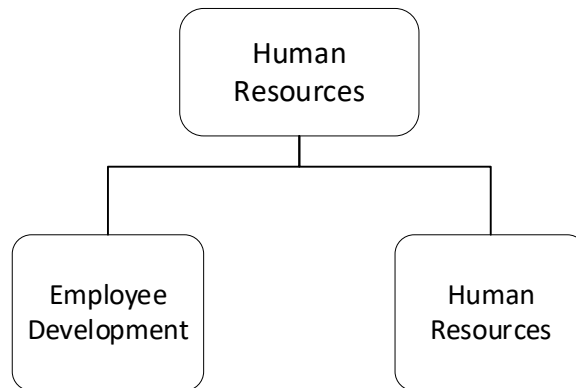 Human
Resources
Employee
Development
Human
Resources